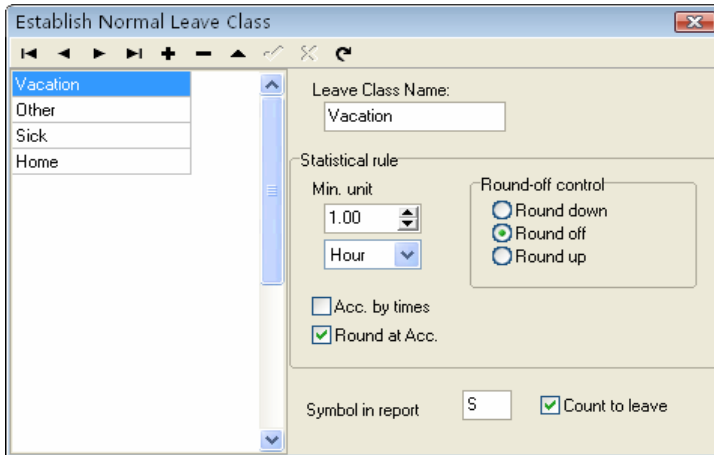 Establish Normal Leave Class
Vacation
Other
Sick
Home
Leave Class Name:
Vacation
Statistical rule
Min. unit
1.00
Hour
Round-off control
Round down
Round off
Round up
Acc. by times
Round at Acc.
Symbol in report
S
Count to leave